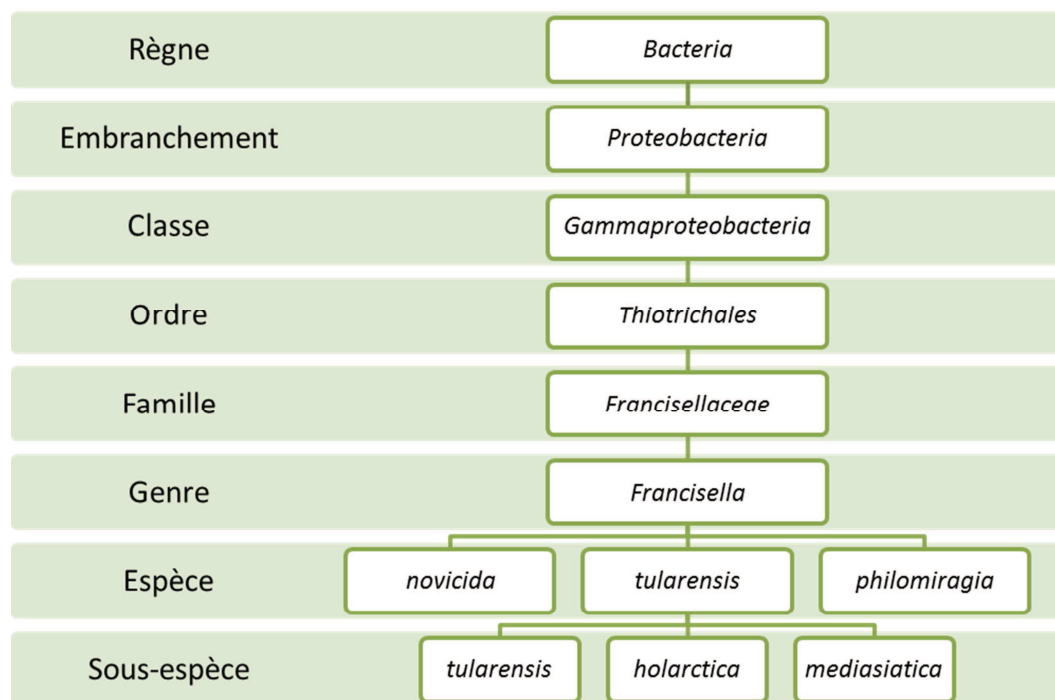 Règne
Bacteria
Embranchement
Proteobacteria
Classe
Gammaproteobacteria
Ordre
Thiotrichales
Famille
Francisellaceae
Genre
Francisella
Espèce
novicida
tularensis
philomiragia
Sous-espèce
tularensis
holarctica
mediasiatica